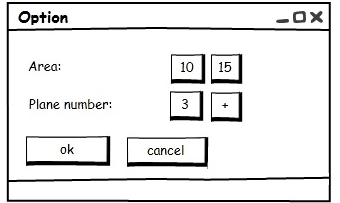 Option
Area: 10 15
Plane number: 3 +
ok cancel